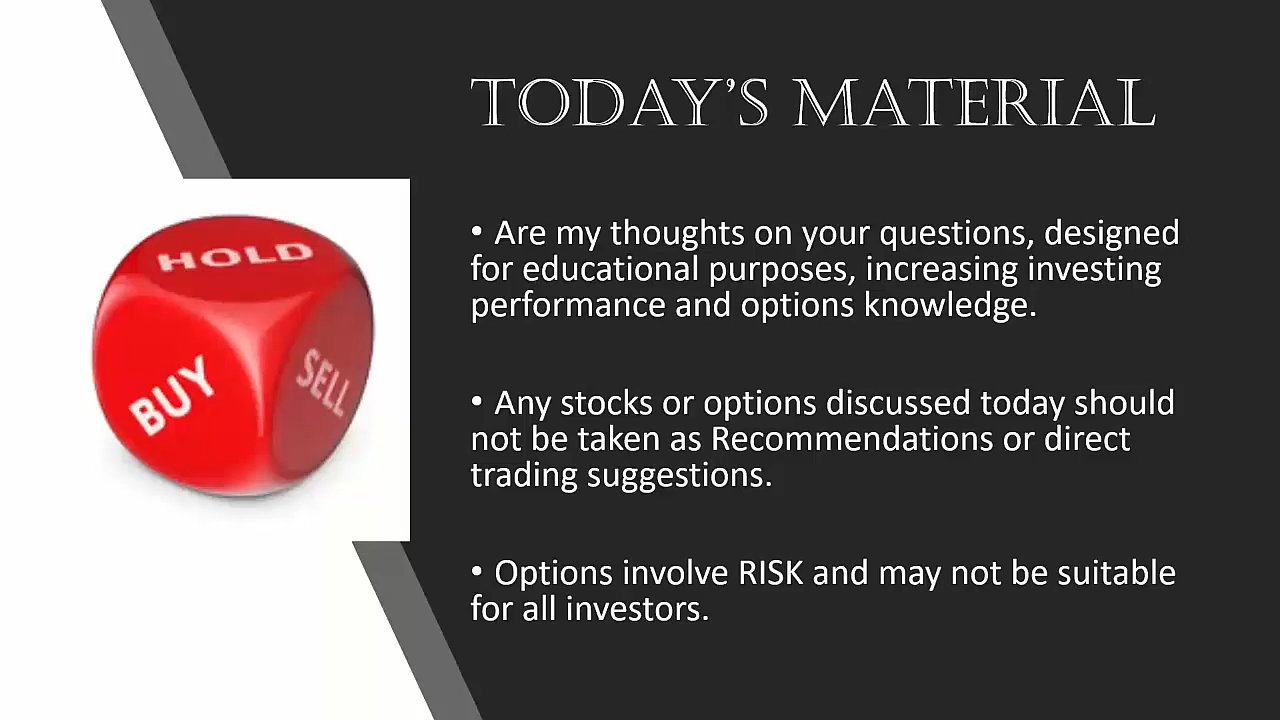 TODAY'S MATERIAL
• Are my thoughts on your questions, designed
for educational purposes, increasing investing
performance and options knowledge.
• Any stocks or options discussed today should
not be taken as Recommendations or direct
trading suggestions.
• Options involve RISK and may not be suitable
for all investors.
HOLD
BUY
SELL